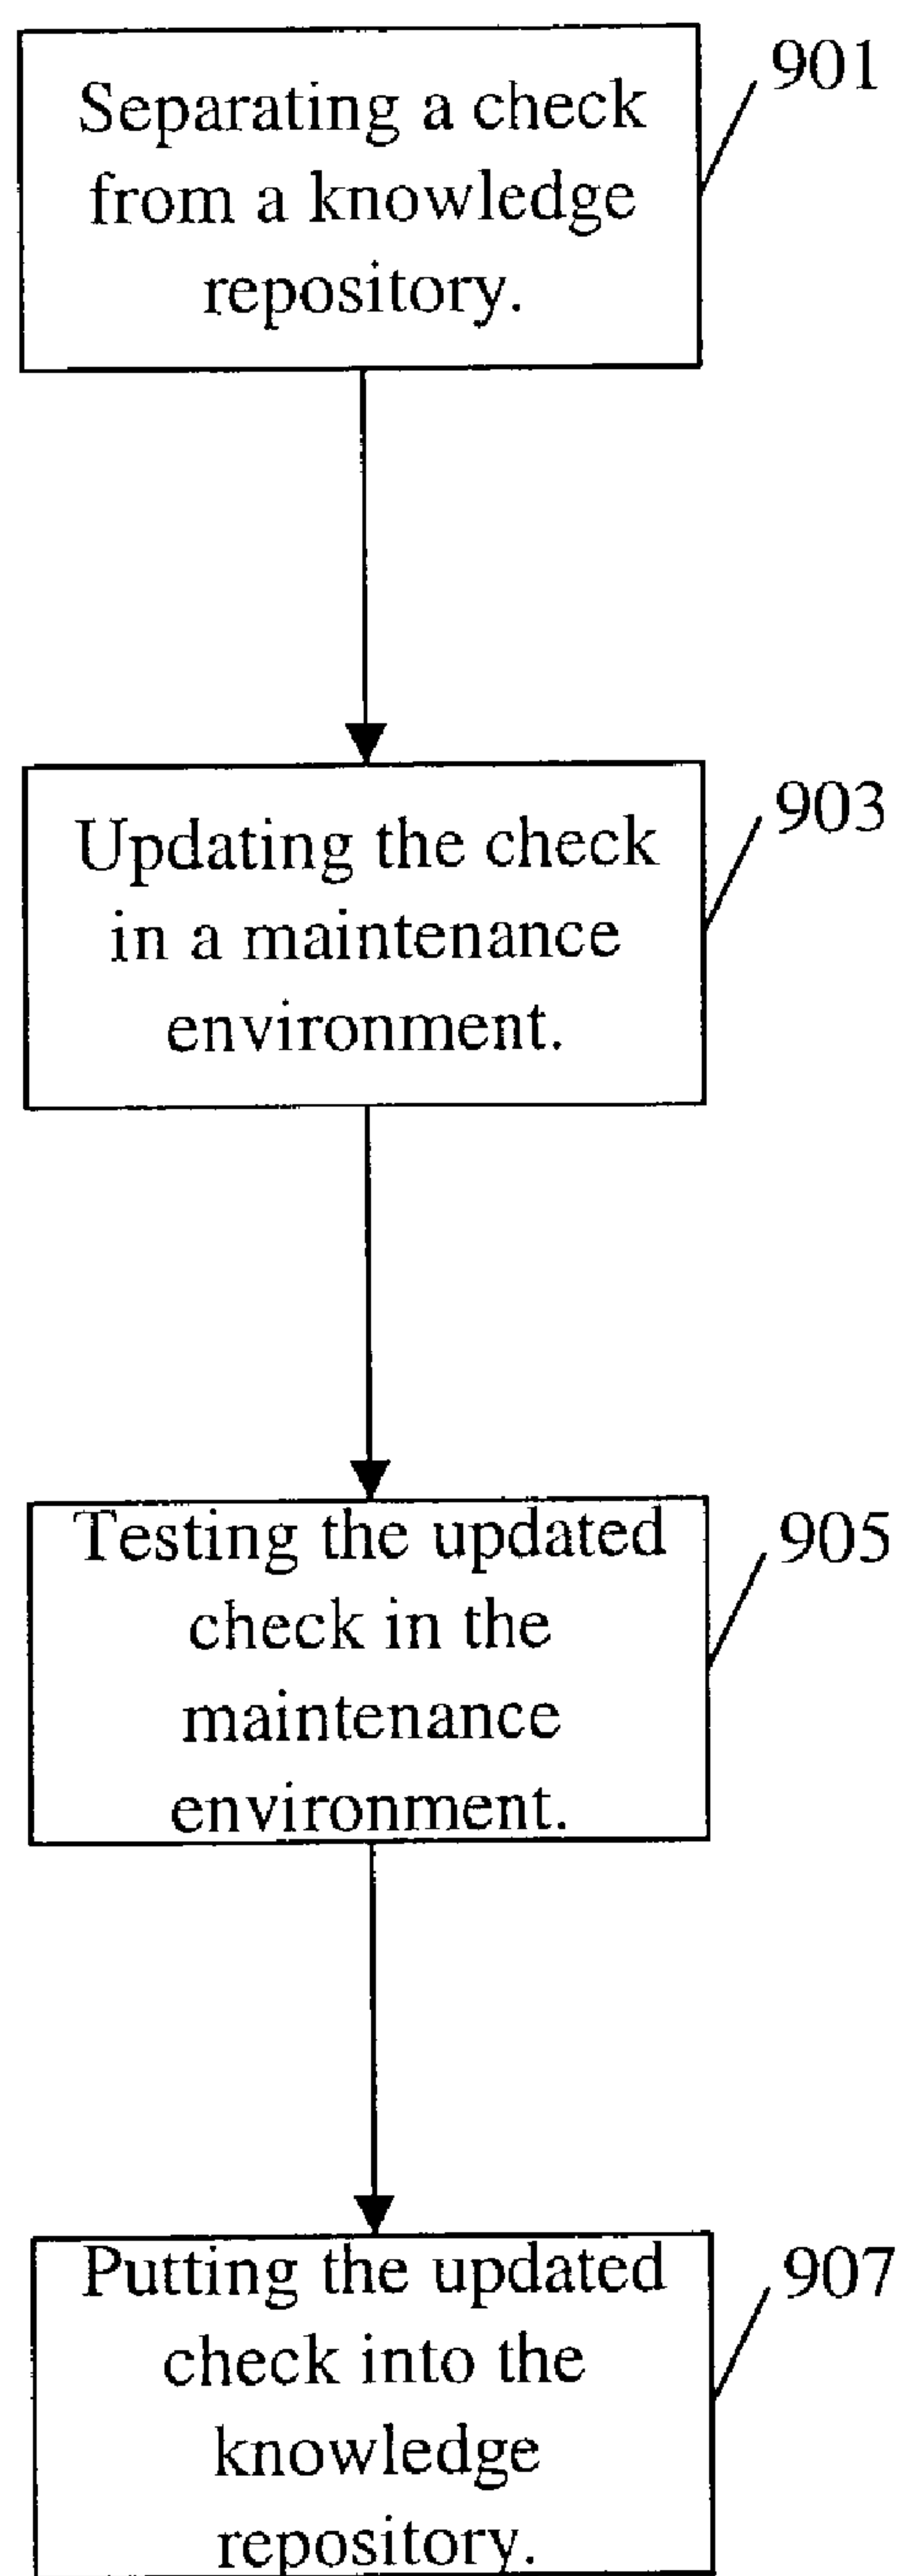 Separating a check
from a knowledge
repository.
901
Updating the check
in a maintenance
environment.
903
Testing the updated
check in the
maintenance
environment.
905
Putting the updated
check into the
knowledge
repository.
907